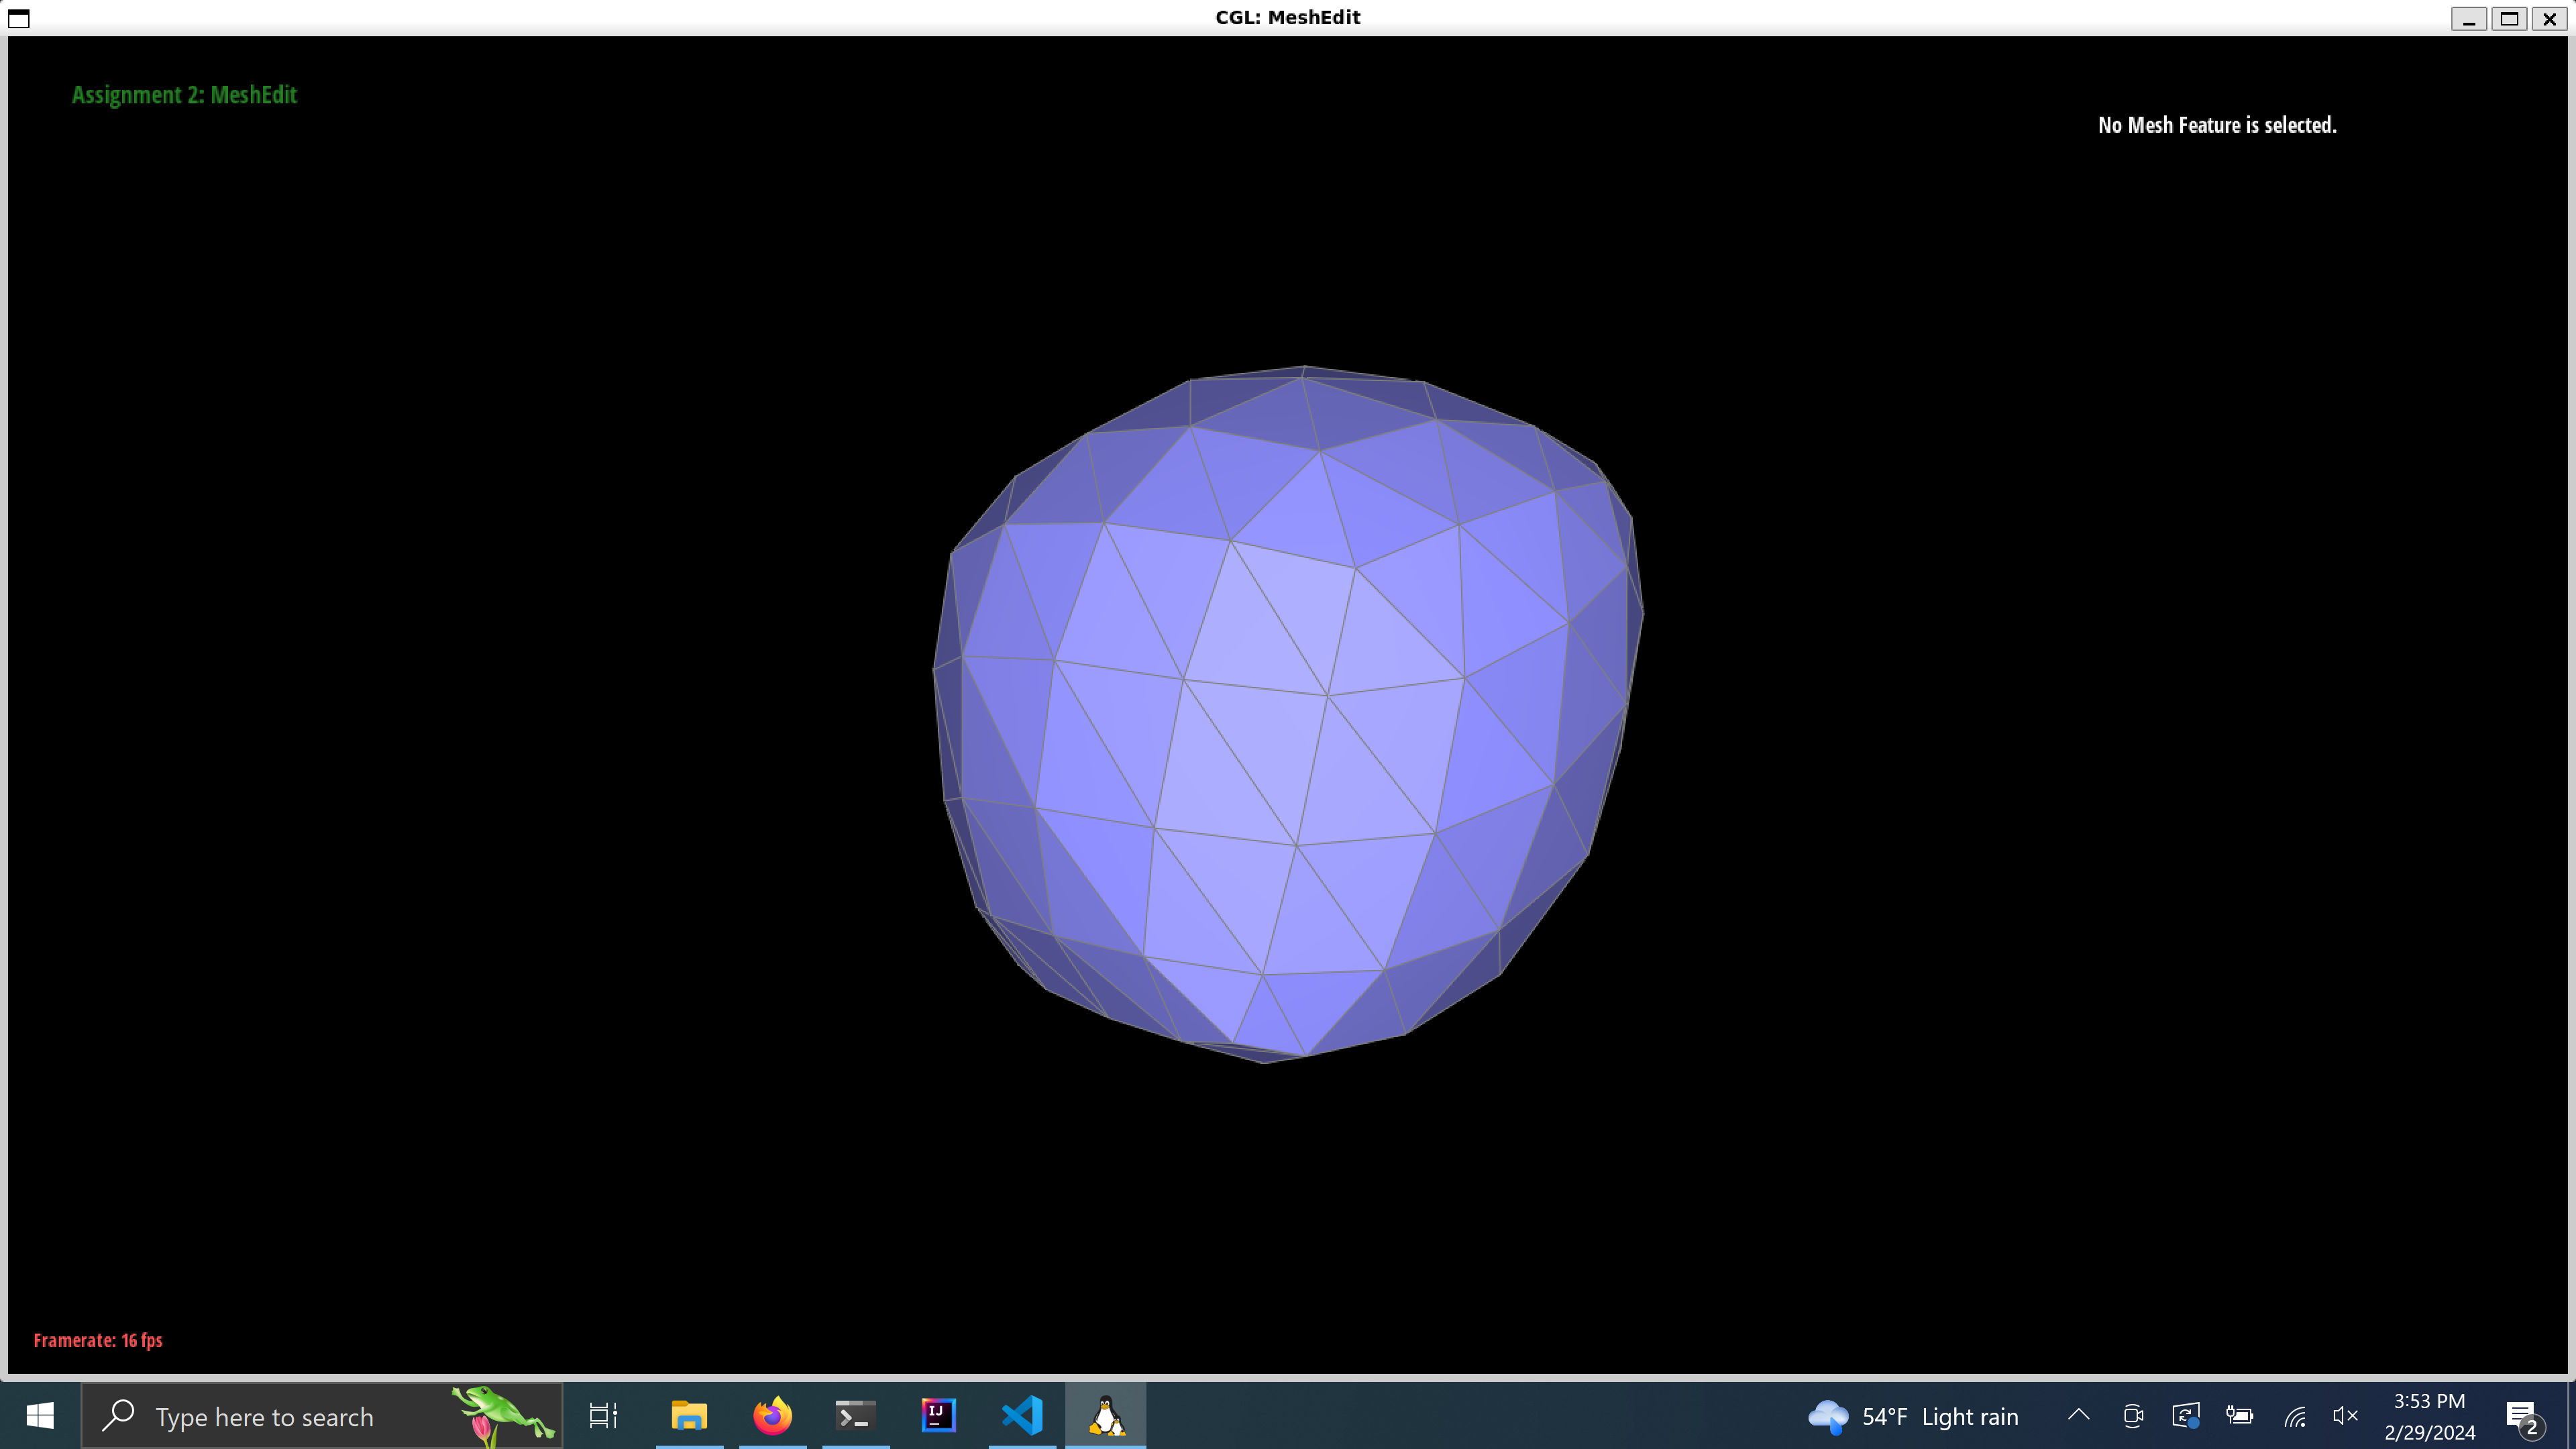 CGL: MeshEdit
Assignment 2: MeshEdit
No Mesh Feature is selected.
Framerate: 16 fps
Type here to search
IJ
54°F Light rain
3:53 PM
2/29/2024
2